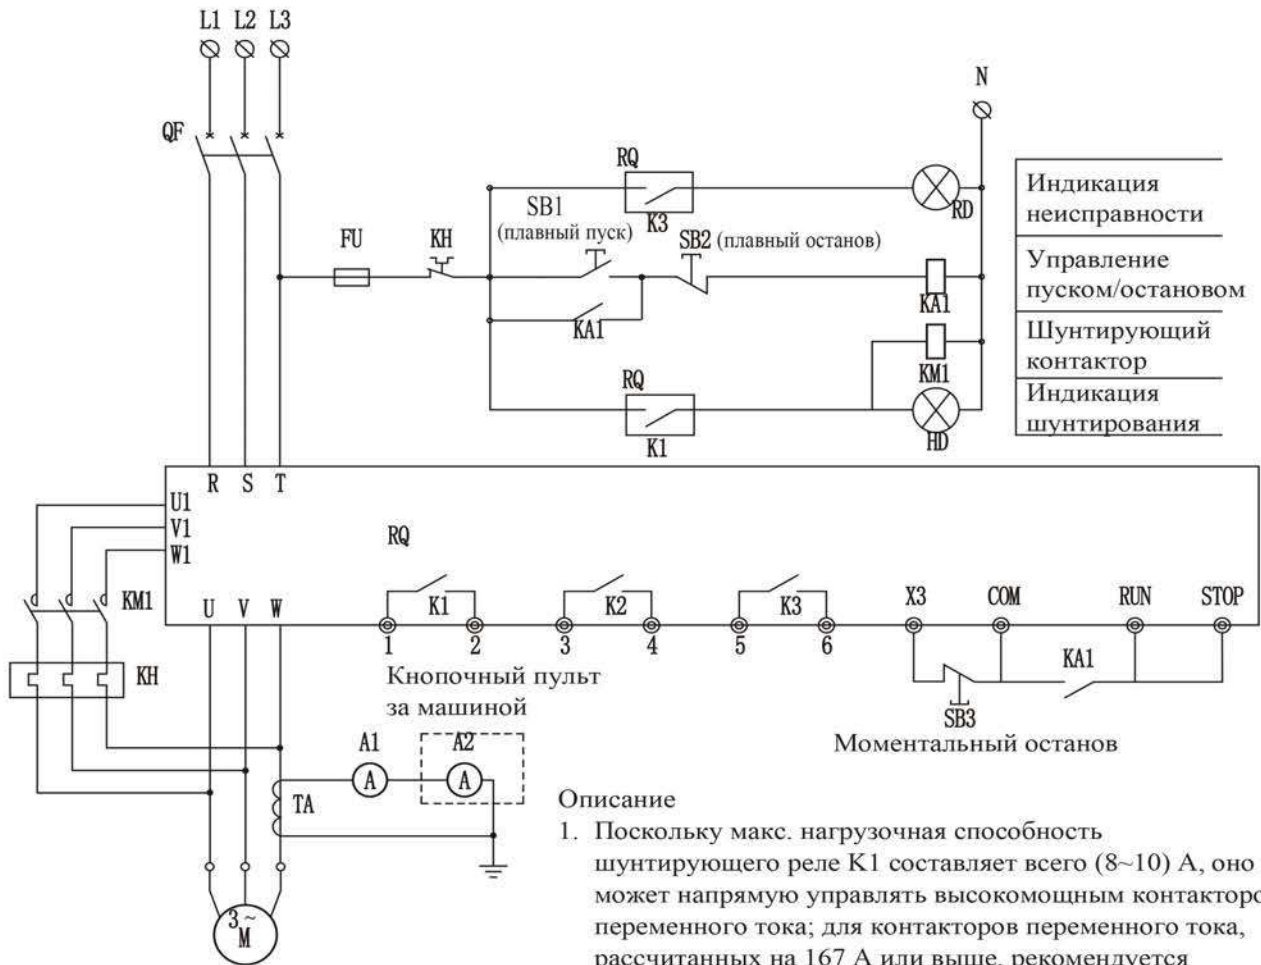 L1 L2 L3
N
QF
RQ
K3
RD
SB1
(плавный пуск)
FU
KH
SB2 (плавный останов)
KA1
KA1
KM1
RQ
K1
HD
Индикация
неисправности
Управление
пуском/остановом
Шунтирующий
контактор
Индикация
шунтирования
R S T
U1
V1
W1
RQ
KM1
U V W
K1
K2
K3
X3
COM
RUN
STOP
1 2 3 4 5 6
KH
Кнопочный пульт
за машиной
KA1
SB3
Моментальный останов
A1
A2
A
A
TA
3~
M
Описание
1. Поскольку макс. нагрузочная способность
шунтирующего реле K1 составляет всего (8~10) А, оно
может напрямую управлять высокомощным контакторо
переменного тока; для контакторов переменного тока,
рассчитанных на 167 А или выше, рекомендуется